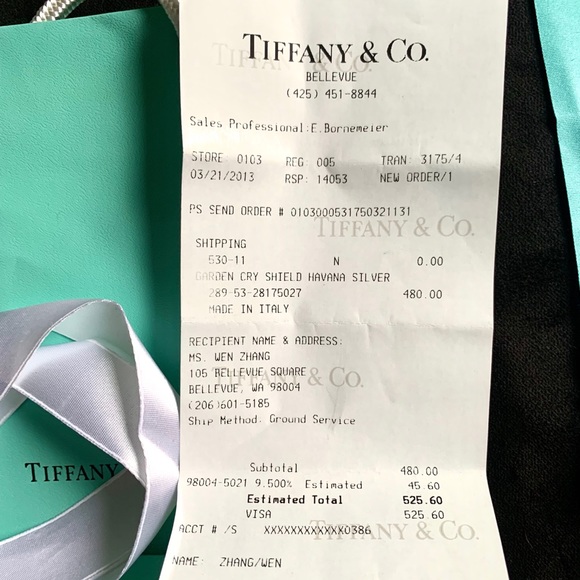 TIFFANY & CO.
BELLEVUE
(425) 451-8844
Sales Professional:E.Bornemeier
STORE: 0103 REG: 005 TRAN: 3175/4
03/21/2013 RSP: 14053 NEW ORDER/1
PS SEND ORDER # 0103000531750321131
TIFFANY & CO.
SHIPPING
530-11 N 0.00
GARDEN CRY SHIELD HAVANA SILVER
289-53-28175027 480.00
MADE IN ITALY
RECIPIENT NAME & ADDRESS:
MS. WEN ZHANG
105 BELLEVUE SQUARE
BELLEVUE, WA 98004
(206)601-5185
Ship Method: Ground Service
Subtotal 480.00
98004-5021 9.500% Estimated 45.60
Estimated Total 525.60
VISA 525.60
ACCT # /S XXXXXXXXXXXX0386
TIFFANY & CO.
NAME: ZHANG/WEN
TIFFANY